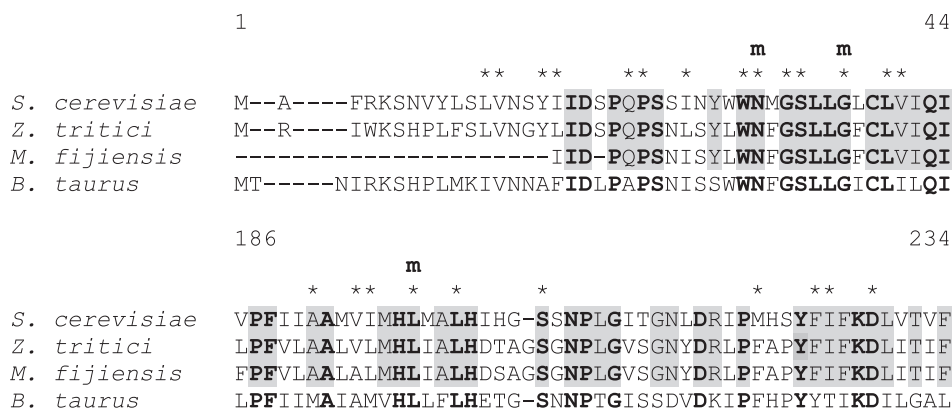 1 44
m m
** ** ** * ** ** * **
S. cerevisiae M--A----FRKSNVYLSLVNSYIIDSPQPSSINYWWNMGSLLGLCLVIQI
Z. tritici M--R----IWKSHPLFSLVNGYLIDSPQPSNLSYLWNFGSLLGFCLVIQI
M. fijiensis ----------------------IID-PQPSNISYLWNFGSLLGFCLVIQI
B. taurus MT-----NIRKSHPLMKIVNNAFIDLPAPSNISSWWNFGSLLGICLILQI
186 234
m
* ** * * * * ** *
S. cerevisiae VPFIIAAMVIMHLMALHIHG-SSNPLGITGNLDRIPMHSYFIFKDLVTVF
Z. tritici LPFVLAALVLMHLIALHDTAGSGNPLGVSGNYDRLPFAPYFIFKDLITIF
M. fijiensis FPFVLAALALMHLIALHDSAGSGNPLGVSGNYDRLPFAPYFIFKDLITIF
B. taurus LPFIIMAIAMVHLLFLHETG-SNNPTGISSDVDKIPFHPYYTIKDILGAL